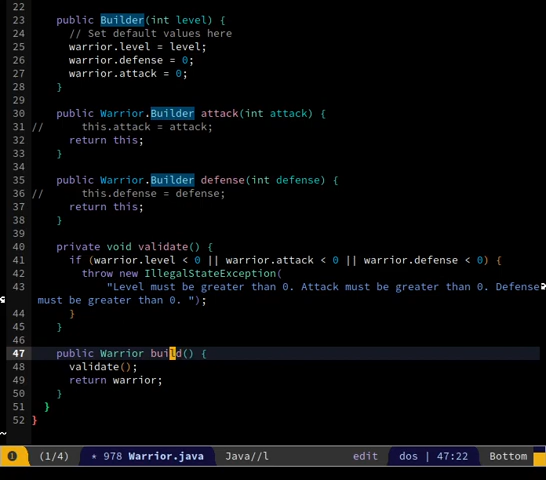 22
23 public Builder(int level) {
24 // Set default values here
25 warrior.level = level;
26 warrior.defense = 0;
27 warrior.attack = 0;
28 }
29
30 public Warrior.Builder attack(int attack) {
31 // this.attack = attack;
32 return this;
33 }
34
35 public Warrior.Builder defense(int defense) {
36 // this.defense = defense;
37 return this;
38 }
39
40 private void validate() {
41 if (warrior.level < 0 || warrior.attack < 0 || warrior.defense < 0) {
42 throw new IllegalStateException(
43 "Level must be greater than 0. Attack must be greater than 0. Defense
must be greater than 0. ");
44 }
45 }
46
47 public Warrior build() {
48 validate();
49 return warrior;
50 }
51 }
52 }
~
1 (1/4) * 978 Warrior.java Java//l edit dos | 47:22 Bottom